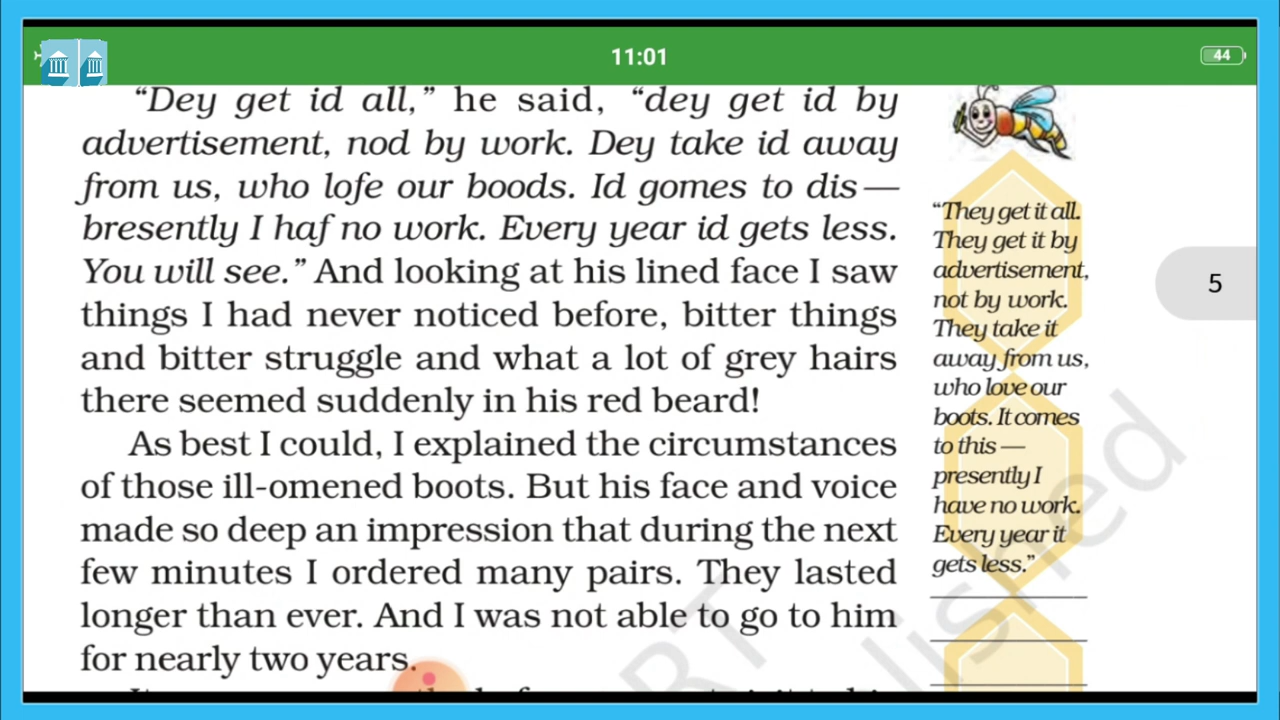 11:01
44
“Dey get id all,” he said, “dey get id by
advertisement, nod by work. Dey take id away
from us, who lofe our boods. Id gomes to dis —
bresently I haf no work. Every year id gets less.
You will see.” And looking at his lined face I saw
things I had never noticed before, bitter things
and bitter struggle and what a lot of grey hairs
there seemed suddenly in his red beard!
As best I could, I explained the circumstances
of those ill-omened boots. But his face and voice
made so deep an impression that during the next
few minutes I ordered many pairs. They lasted
longer than ever. And I was not able to go to him
for nearly two years.
“They get it all.
They get it by
advertisement,
not by work.
They take it
away from us,
who love our
boots. It comes
to this —
presently I
have no work.
Every year it
gets less.”
5